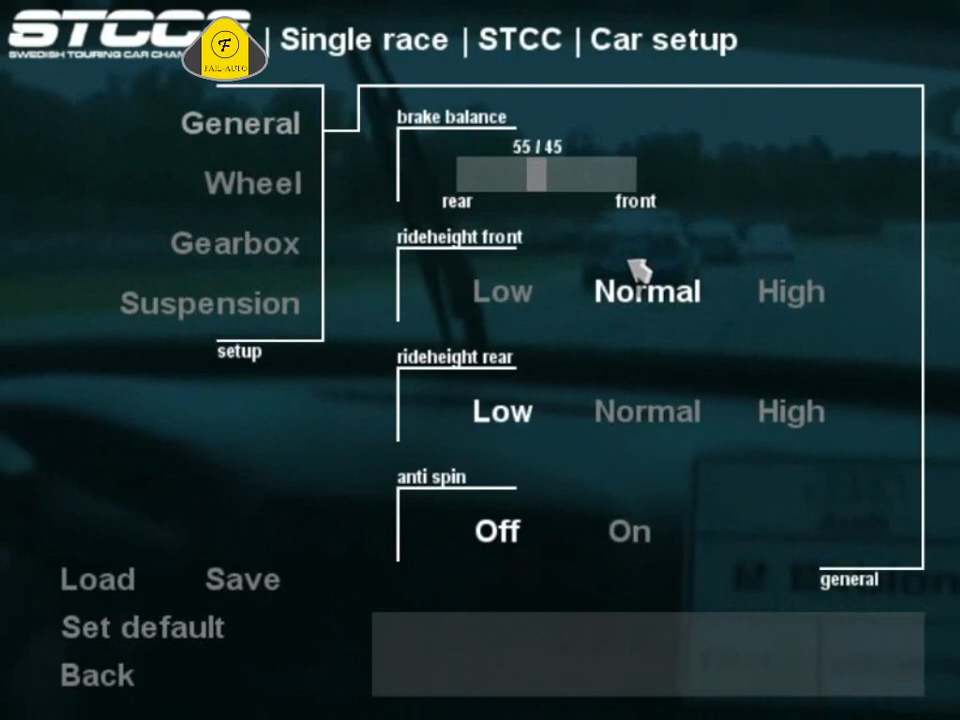 STCC
SWEDISH TOURING CAR CHAM
F
FAIL-AUTO
| Single race | STCC | Car setup
General
Wheel
Gearbox
Suspension
setup
brake balance
55 / 45
rear front
rideheight front
Low Normal High
rideheight rear
Low Normal High
anti spin
Off On
general
Load Save
Set default
Back